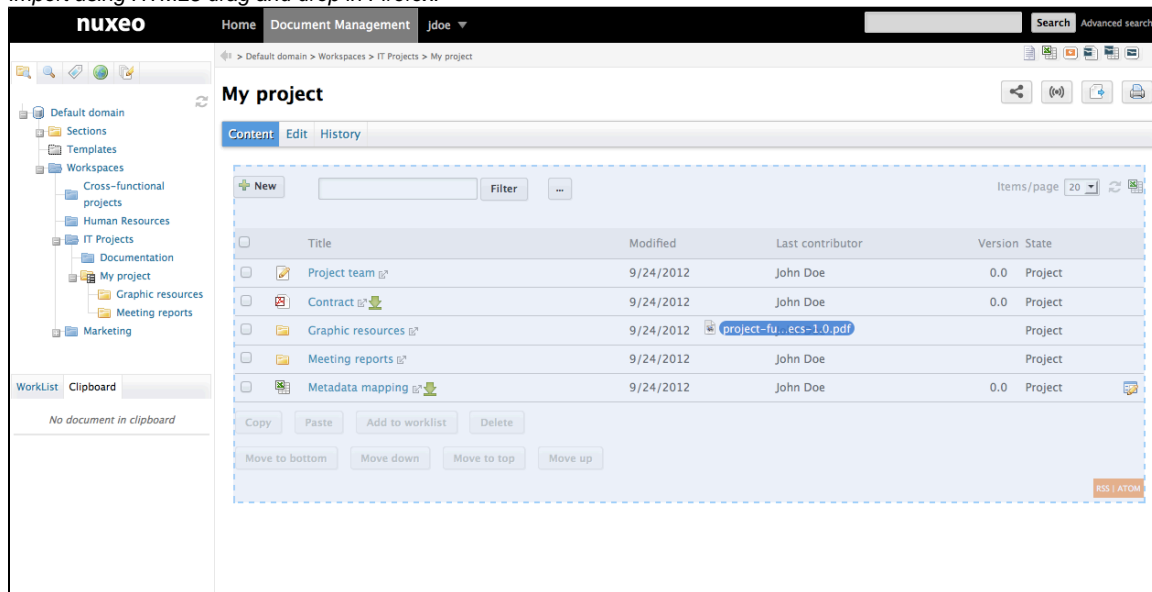 import using HTML5 drag and drop in Firefox.
nuxeo Home Document Management jdoe Search Advanced search
> Default domain > Workspaces > IT Projects > My project
My project
Default domain
Sections
Templates
Workspaces
Cross-functional
projects
Human Resources
IT Projects
Documentation
My project
Graphic resources
Meeting reports
Marketing
WorkList Clipboard
No document in clipboard
Content Edit History
New Filter ... Items/page 20
Title Modified Last contributor Version State
Project team 9/24/2012 John Doe 0.0 Project
Contract 9/24/2012 John Doe 0.0 Project
Graphic resources 9/24/2012 project-fu...ecs-1.0.pdf Project
Meeting reports 9/24/2012 John Doe Project
Metadata mapping 9/24/2012 John Doe 0.0 Project
Copy Paste Add to worklist Delete
Move to bottom Move down Move to top Move up
RSS | ATOM